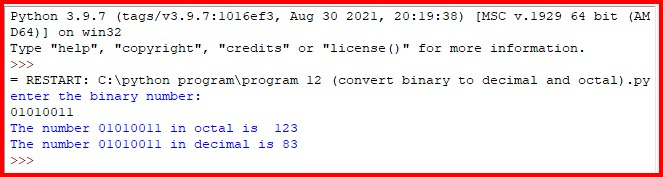 Python 3.9.7 (tags/v3.9.7:1016ef3, Aug 30 2021, 20:19:38) [MSC v.1929 64 bit (AM
D64)] on win32
Type "help", "copyright", "credits" or "license()" for more information.
>>>
= RESTART: C:\python program\program 12 (convert binary to decimal and octal).py
enter the binary number:
01010011
The number 01010011 in octal is  123
The number 01010011 in decimal is 83
>>>